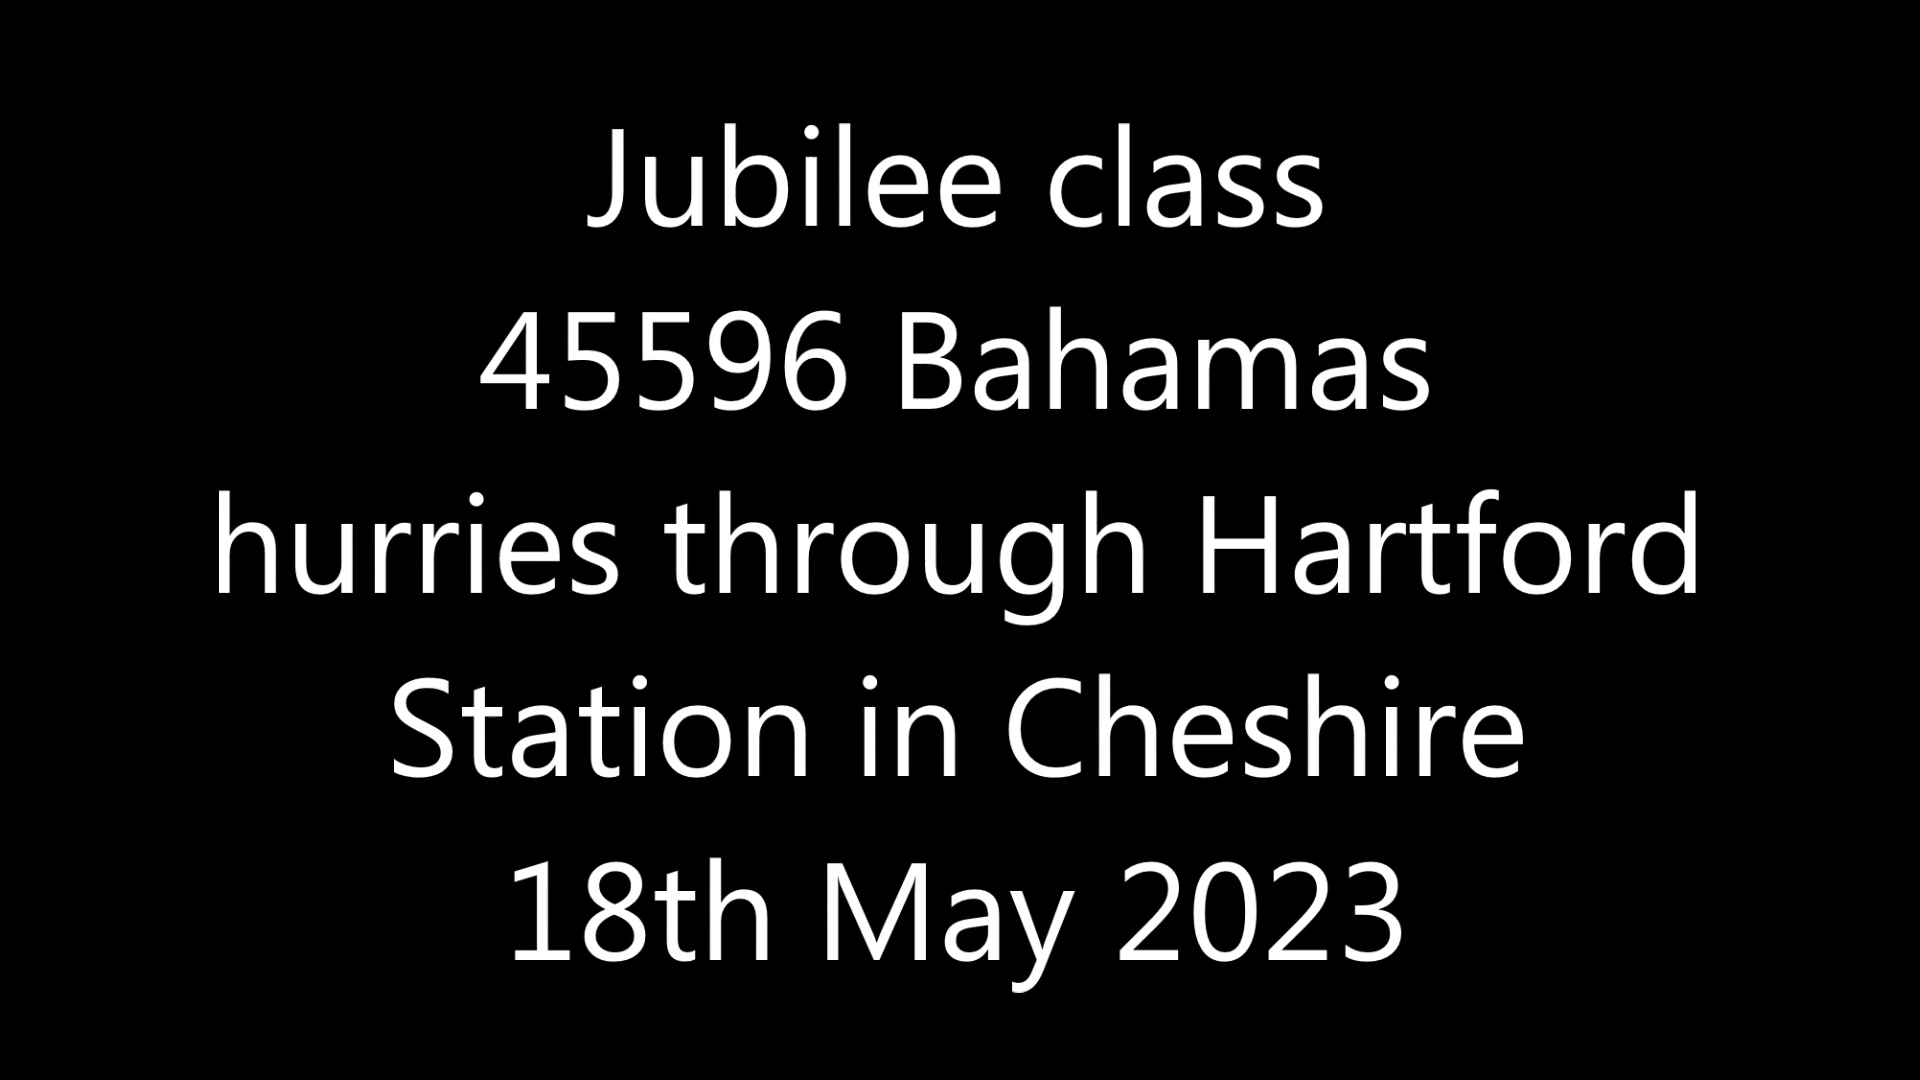 Jubilee class
45596 Bahamas
hurries through Hartford
Station in Cheshire
18th May 2023